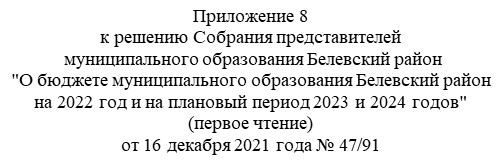 Приложение 8
к решению Собрания представителей
муниципального образования Белевский район
"О бюджете муниципального образования Белевский район
на 2022 год и на плановый период 2023 и 2024 годов"
(первое чтение)
от 16 декабря 2021 года № 47/91